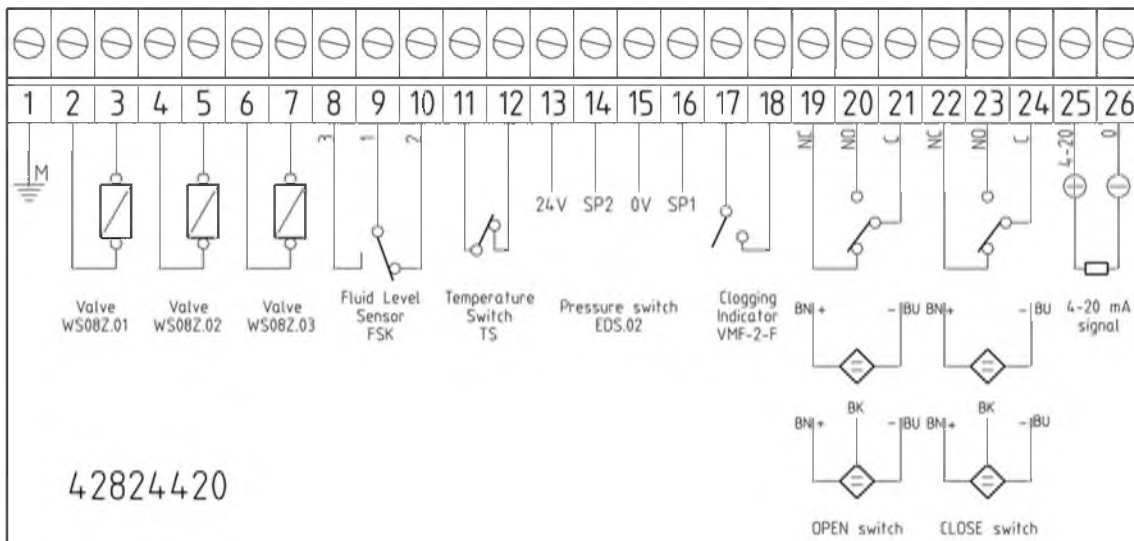 1 2 3 4 5 6 7 8 9 10 11 12 13 14 15 16 17 18 19 20 21 22 23 24 25 26
M
3 1 2
NC NO C NC NO C 4-20 0
24V SP2 0V SP1
Valve
WS08Z.01
Valve
WS08Z.02
Valve
WS08Z.03
Fluid Level
Sensor
FSK
Temperature
Switch
TS
Pressure switch
EDS.02
Clogging
Indicator
VMF-2-F
4-20 mA
signal
BN + - BU BN + - BU
BK BK
BN + - BU BN + - BU
42824420
OPEN switch
CLOSE switch